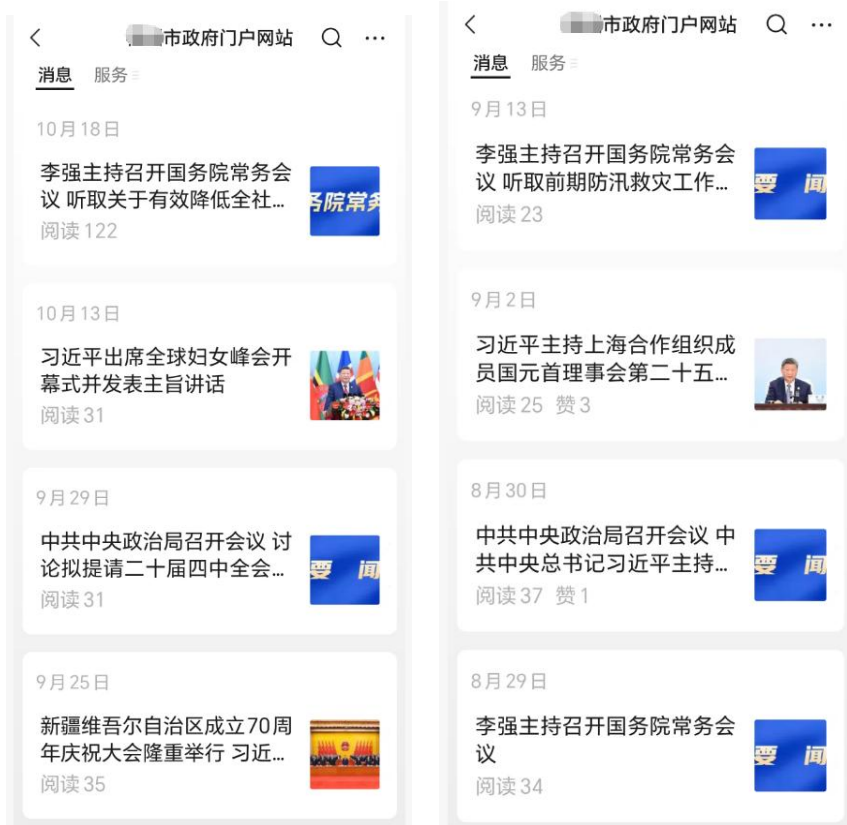 市政府门户网站
消息 服务
10月18日
李强主持召开国务院常务会
议 听取关于有效降低全社...
务院常务
阅读 122
10月13日
习近平出席全球妇女峰会开
幕式并发表主旨讲话
阅读 31
9月29日
中共中央政治局召开会议 讨
论拟提请二十届四中全会...
要 闻
阅读 31
9月25日
新疆维吾尔自治区成立70周
年庆祝大会隆重举行 习近...
阅读 35
市政府门户网站
消息 服务
9月13日
李强主持召开国务院常务会
议 听取前期防汛救灾工作...
要 闻
阅读 23
9月2日
习近平主持上海合作组织成
员国元首理事会第二十五...
阅读 25 赞 3
8月30日
中共中央政治局召开会议 中
共中央总书记习近平主持...
要 闻
阅读 37 赞 1
8月29日
李强主持召开国务院常务会
议
要 闻
阅读 34